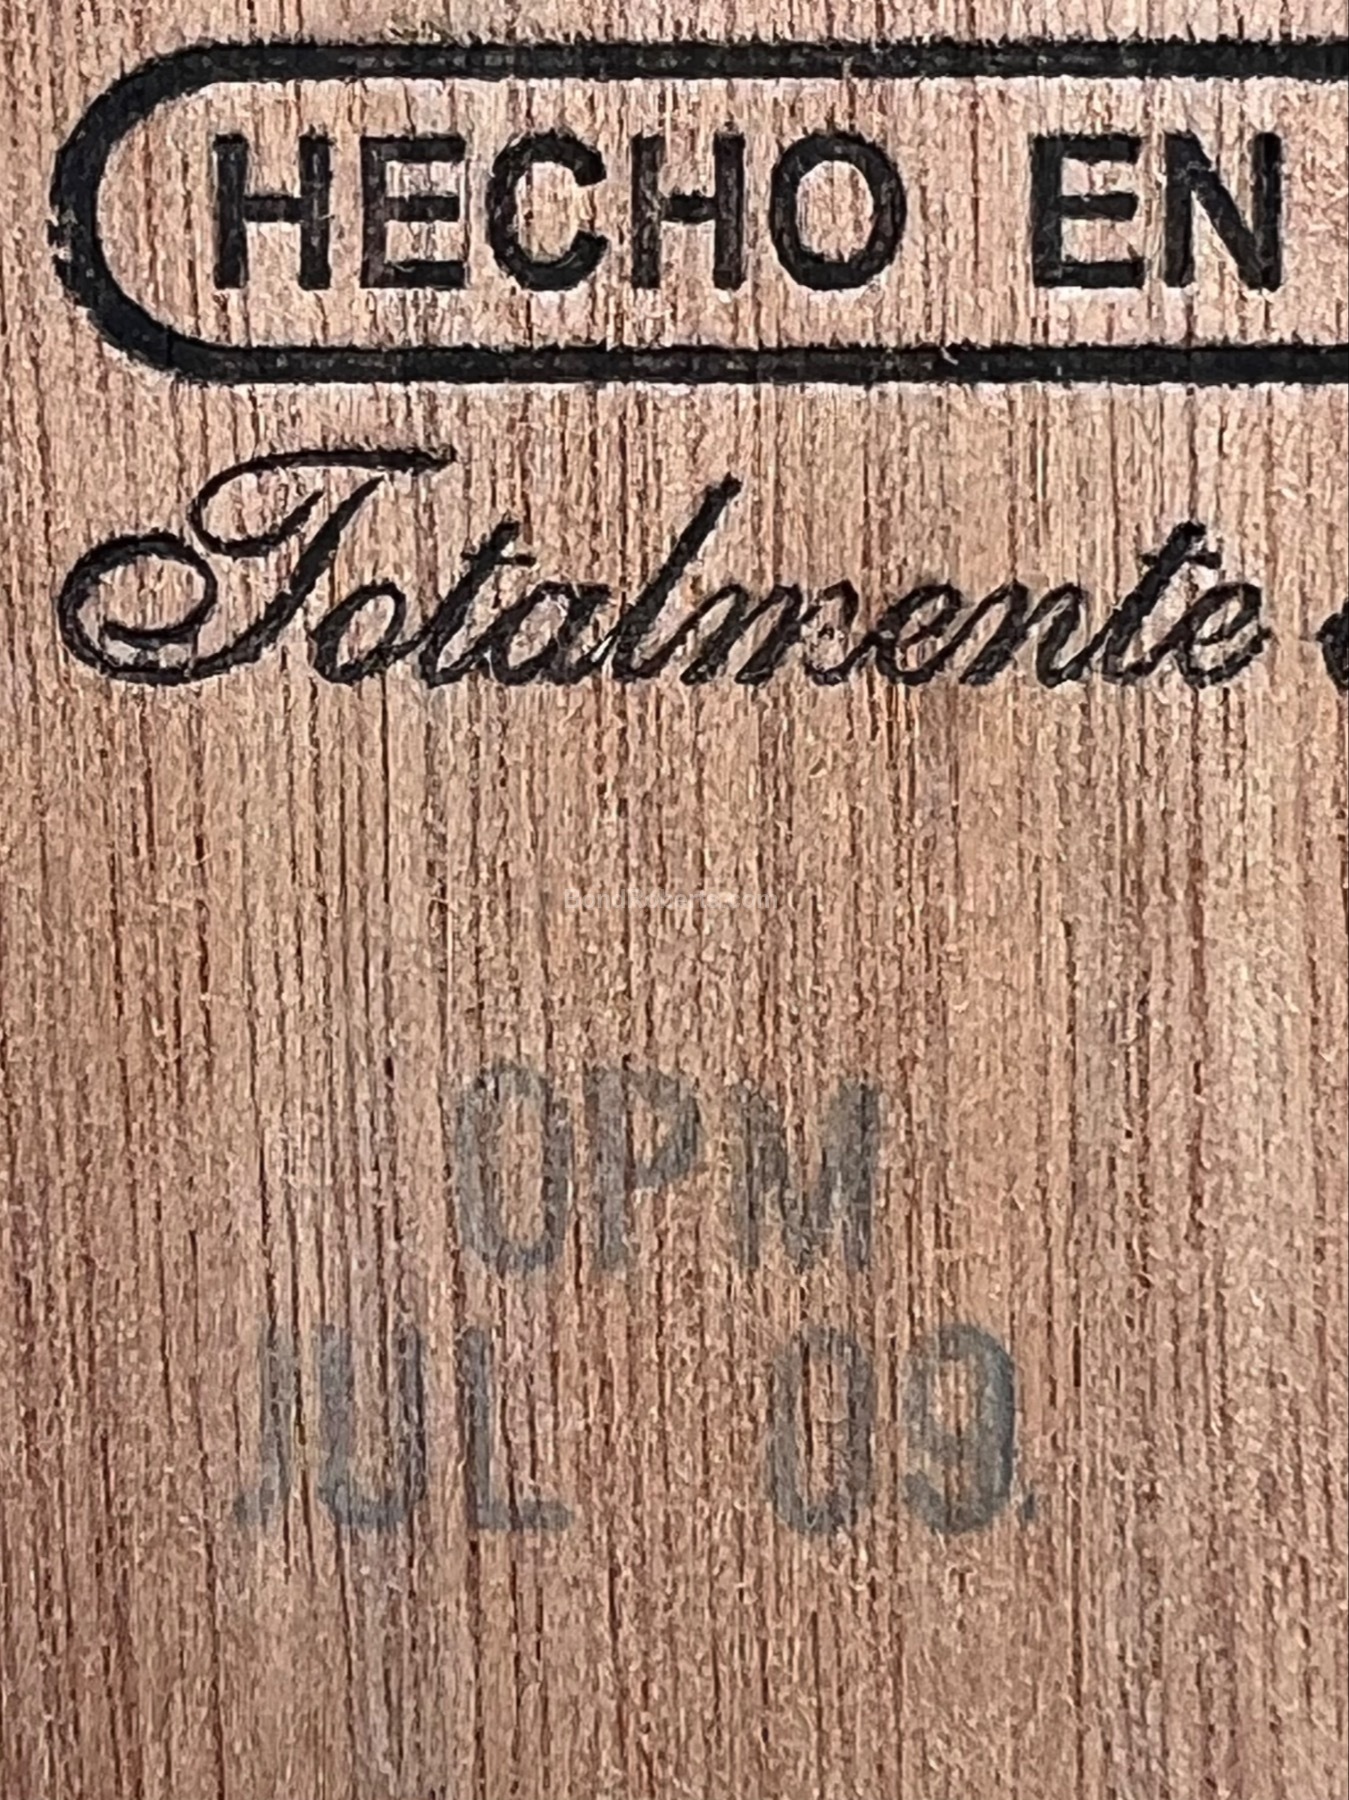 HECHO EN
Totalmente
OPM
JUL 09.